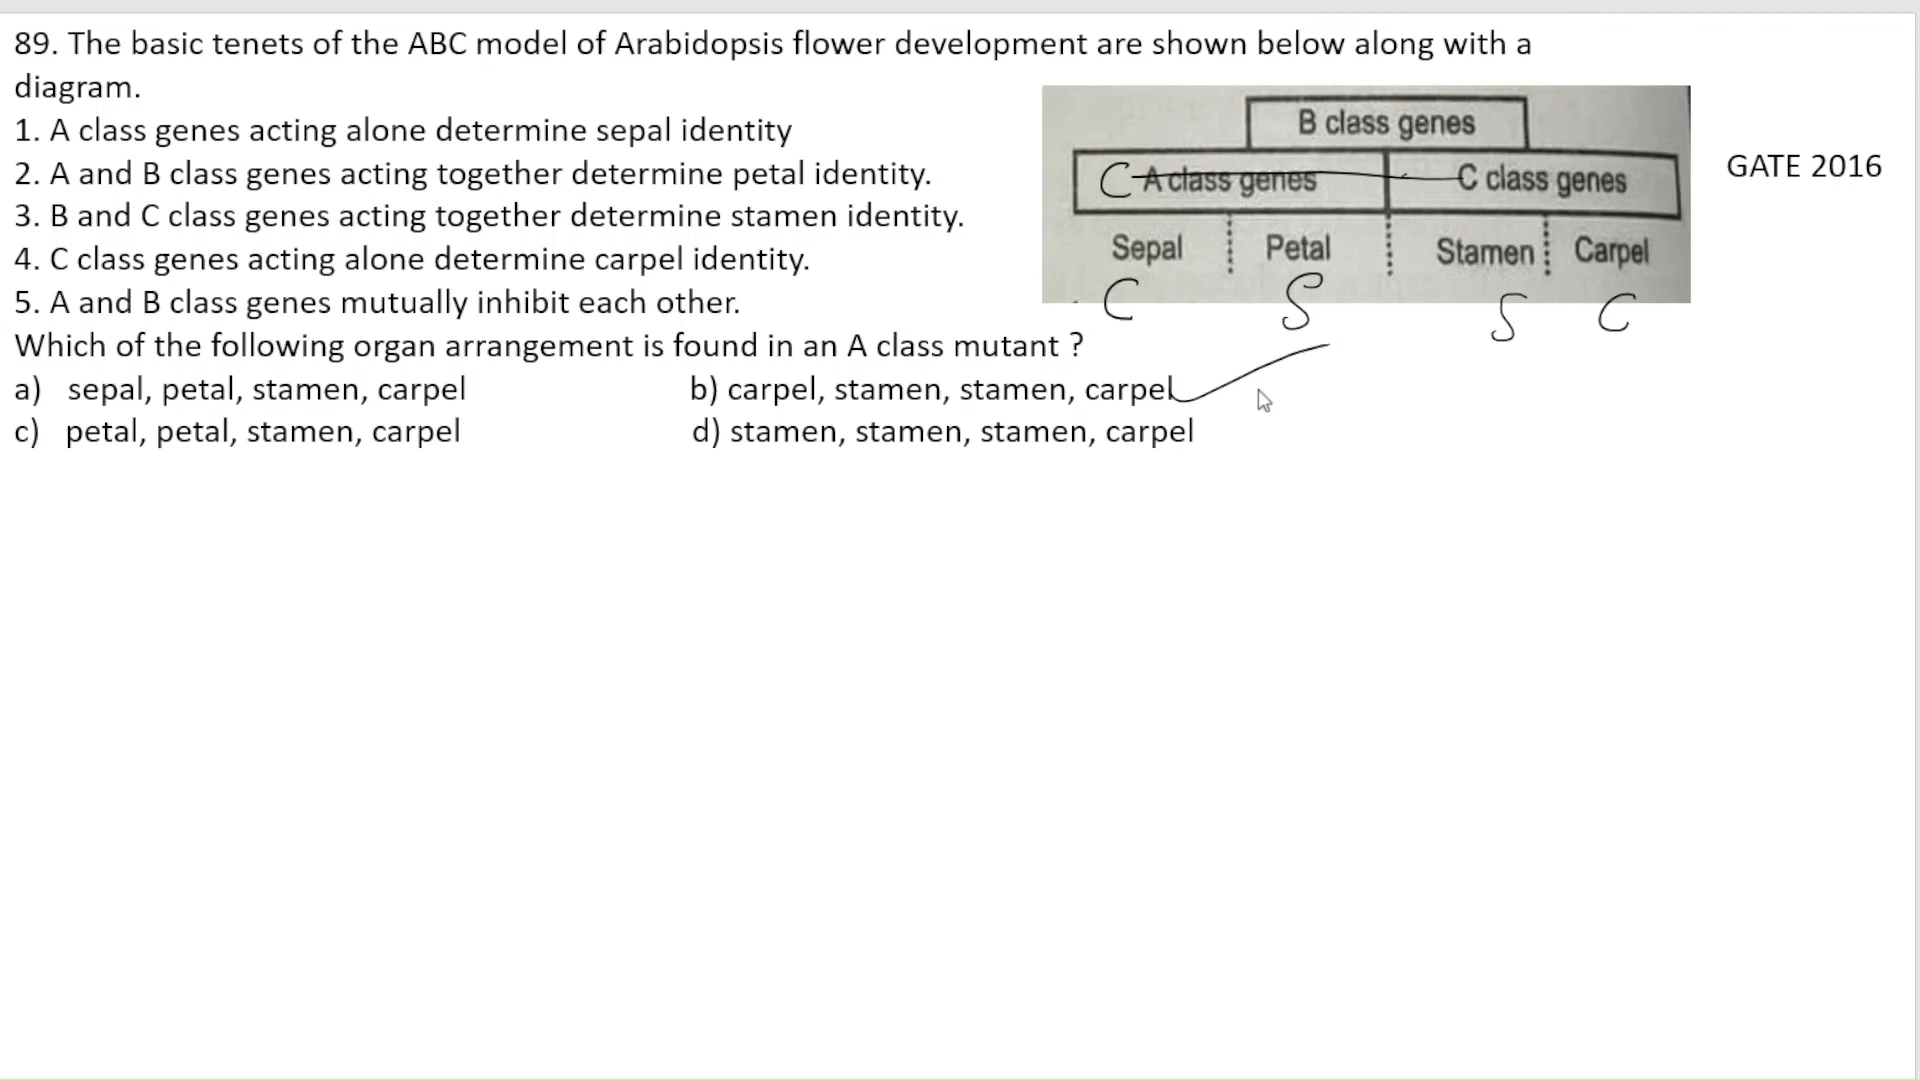 89. The basic tenets of the ABC model of Arabidopsis flower development are shown below along with a
diagram.
1. A class genes acting alone determine sepal identity
2. A and B class genes acting together determine petal identity.
3. B and C class genes acting together determine stamen identity.
4. C class genes acting alone determine carpel identity.
5. A and B class genes mutually inhibit each other.
Which of the following organ arrangement is found in an A class mutant ?
a) sepal, petal, stamen, carpel
b) carpel, stamen, stamen, carpel
c) petal, petal, stamen, carpel
d) stamen, stamen, stamen, carpel
B class genes
C A class genes C class genes
Sepal Petal Stamen Carpel
C S S C
GATE 2016